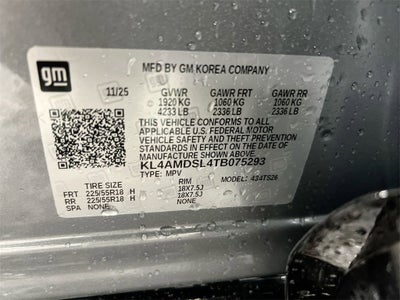 gm
MFD BY GM KOREA COMPANY
11/25 GVWR GAWR FRT GAWR RR
1920 KG 1060 KG 1060 KG
4233 LB 2336 LB 2336 LB
THIS VEHICLE CONFORMS TO ALL
APPLICABLE U.S. FEDERAL MOTOR
VEHICLE SAFETY AND THEFT PREVENTION
STANDARDS IN EFFECT ON THE DATE OF
MANUFACTURE SHOWN ABOVE.
KL4AMDSL4TB075293
TYPE: MPV MODEL: 4S4TS26
TIRE SIZE RIM
FRT 225/55R18 H 18X7.5J
RR 225/55R18 H 18X7.5J
SPA NONE NONE